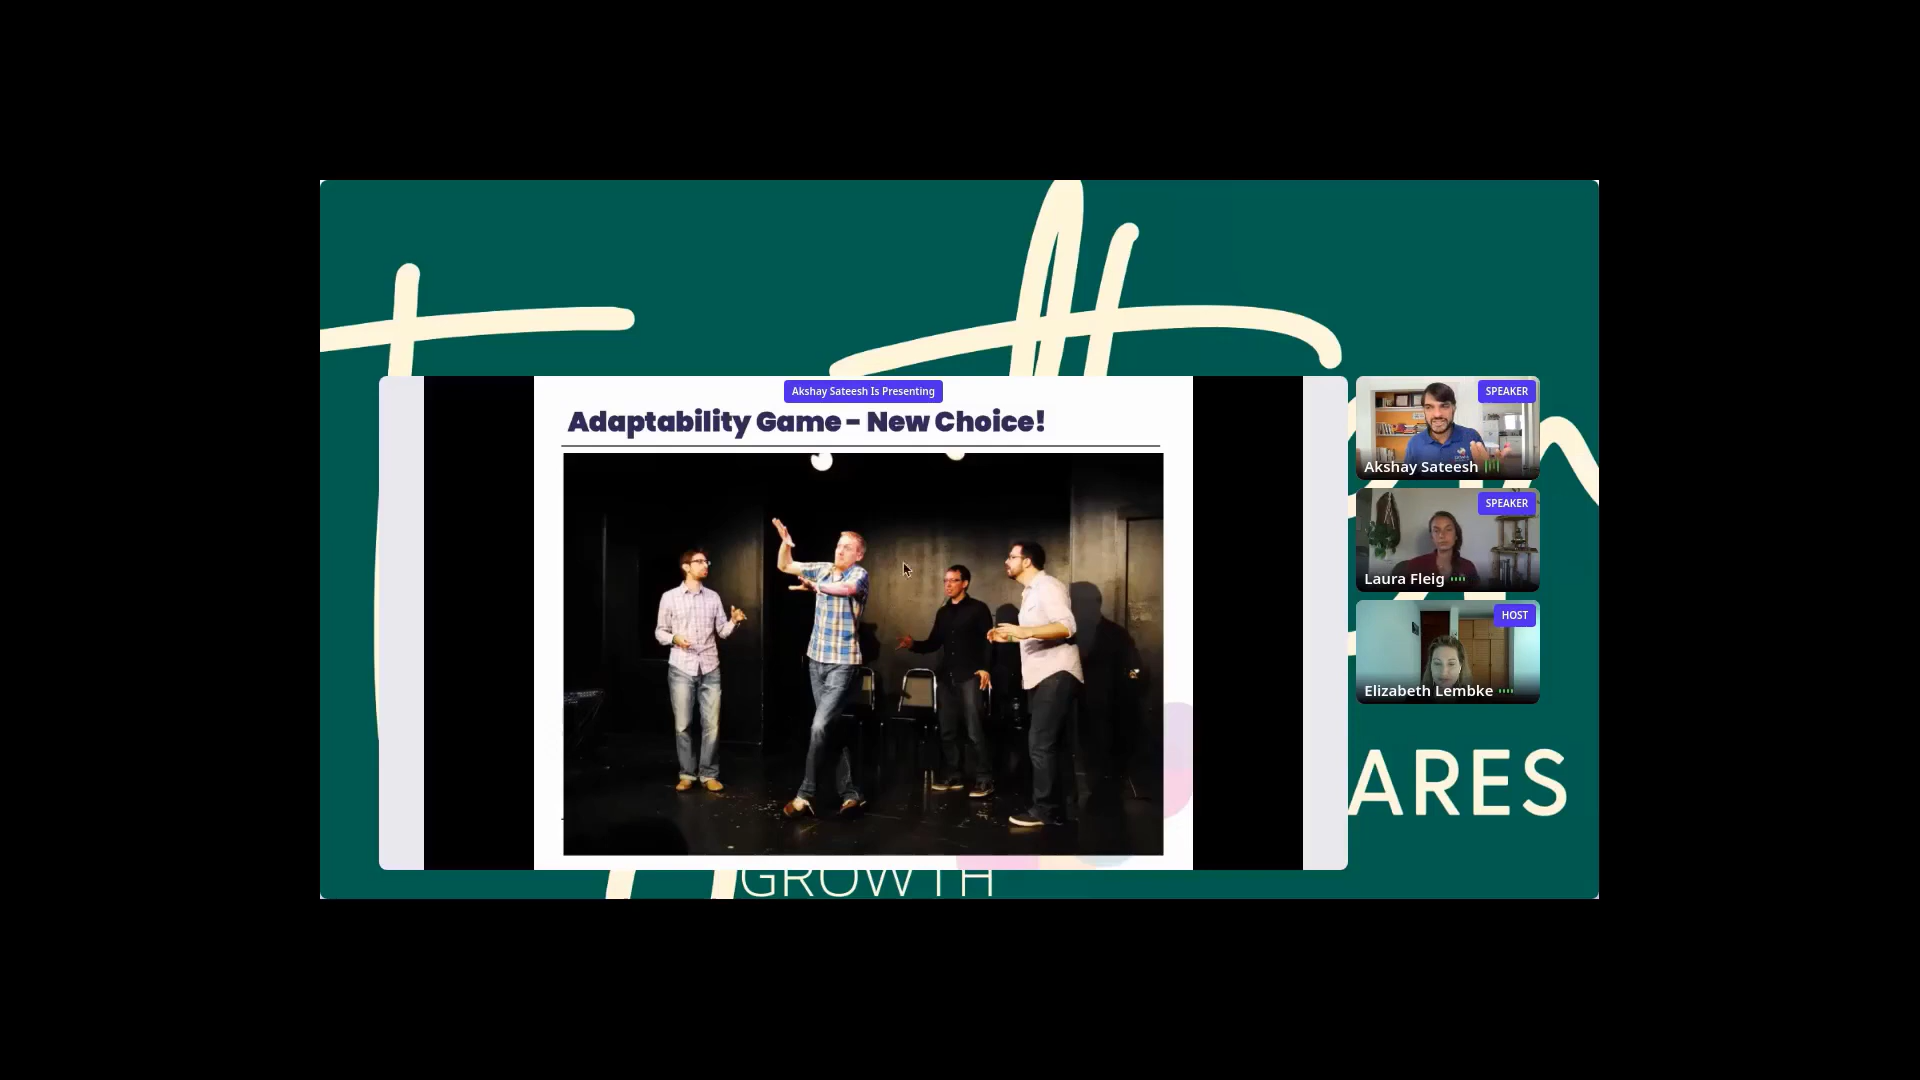 Akshay Sateesh Is Presenting
Adaptability Game - New Choice!
SPEAKER
Akshay Sateesh
SPEAKER
Laura Fleig
HOST
Elizabeth Lembke
ARES
GROWTH